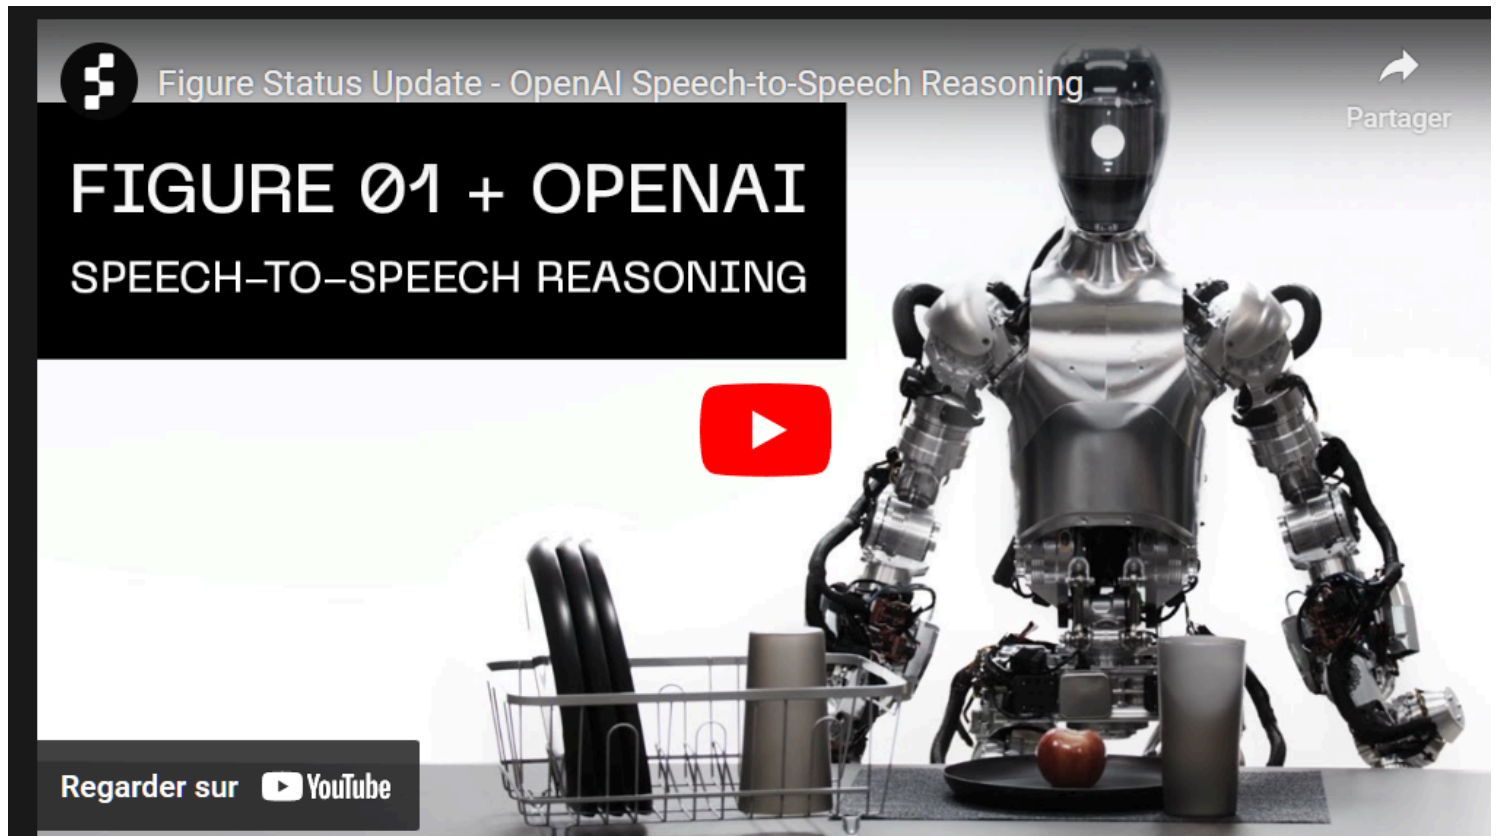 Figure Status Update - OpenAI Speech-to-Speech Reasoning
Partager
FIGURE 01 + OPENAI
SPEECH-TO-SPEECH REASONING
Regarder sur YouTube